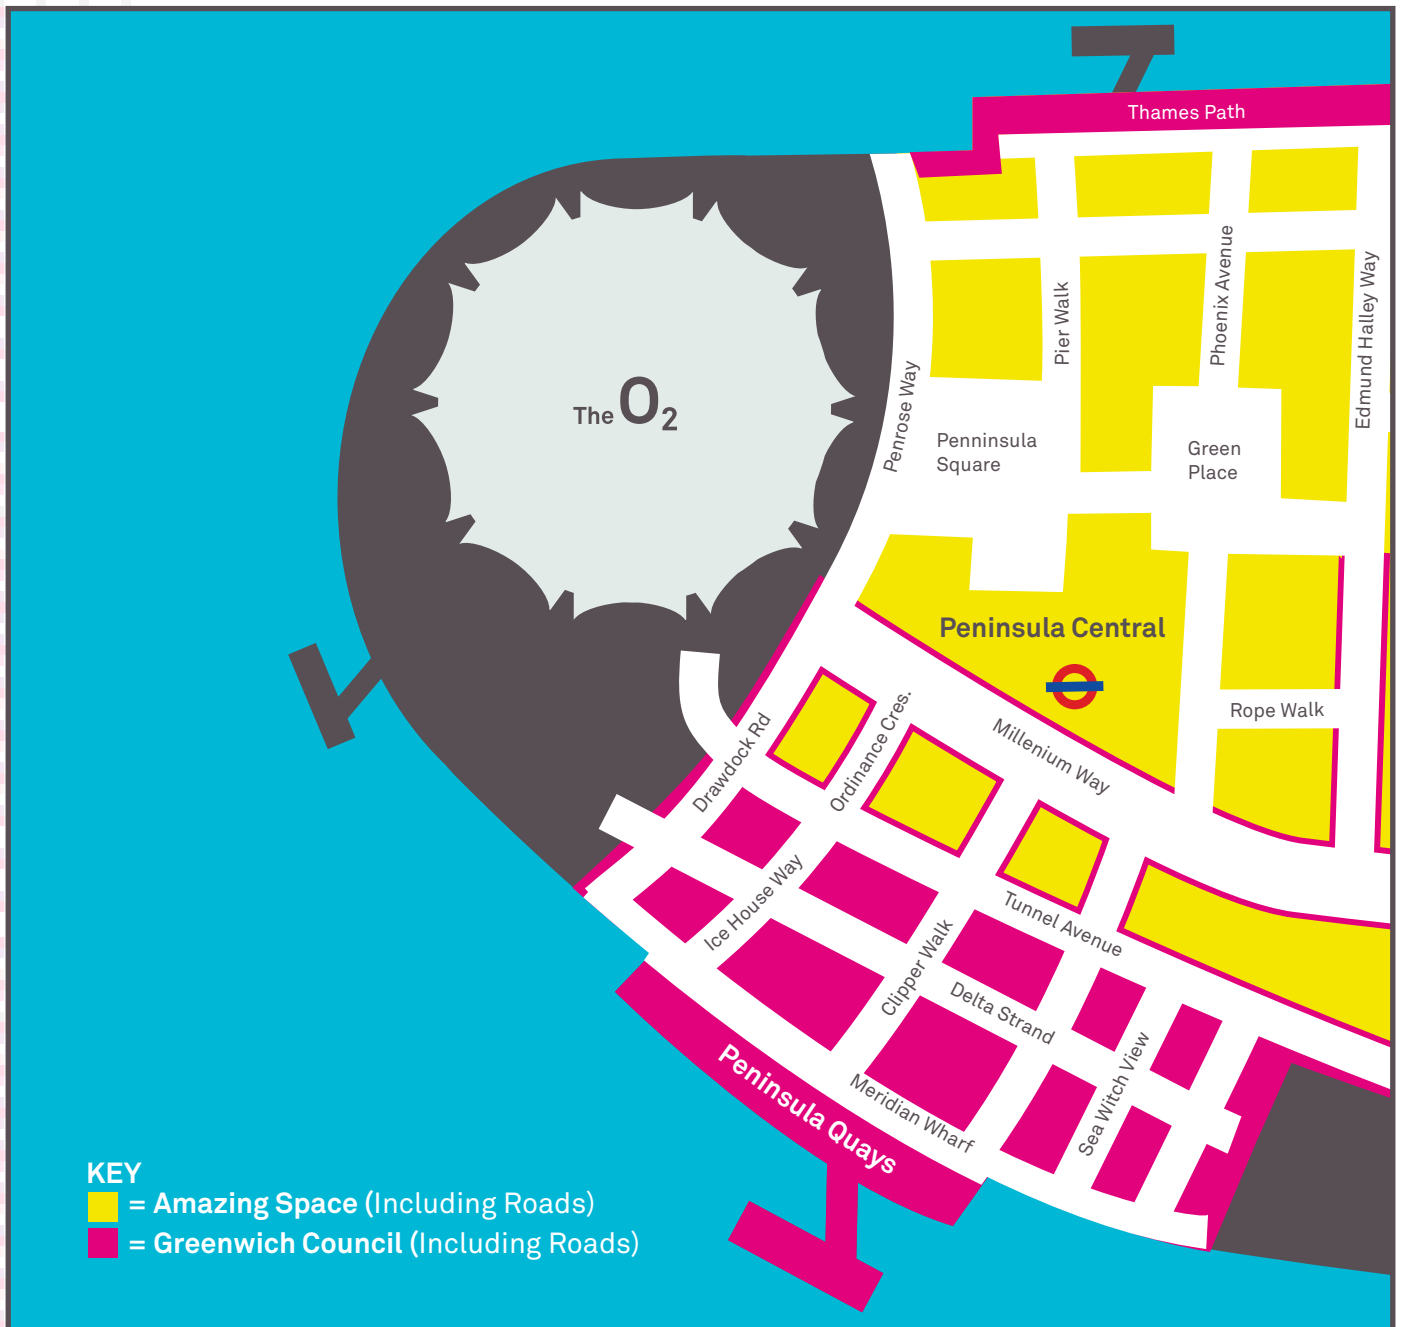 Thames Path
Phoenix Avenue
Edmund Halley Way
Pier Walk
Penrose Way
The O2
Penninsula
Square
Green
Place
Peninsula Central
Rope Walk
Millenium Way
Ordinance Cres.
Drawdock Rd
Ice House Way
Tunnel Avenue
Clipper Walk
Delta Strand
Sea Witch View
Meridian Wharf
Peninsula Quays
KEY
= Amazing Space (Including Roads)
= Greenwich Council (Including Roads)